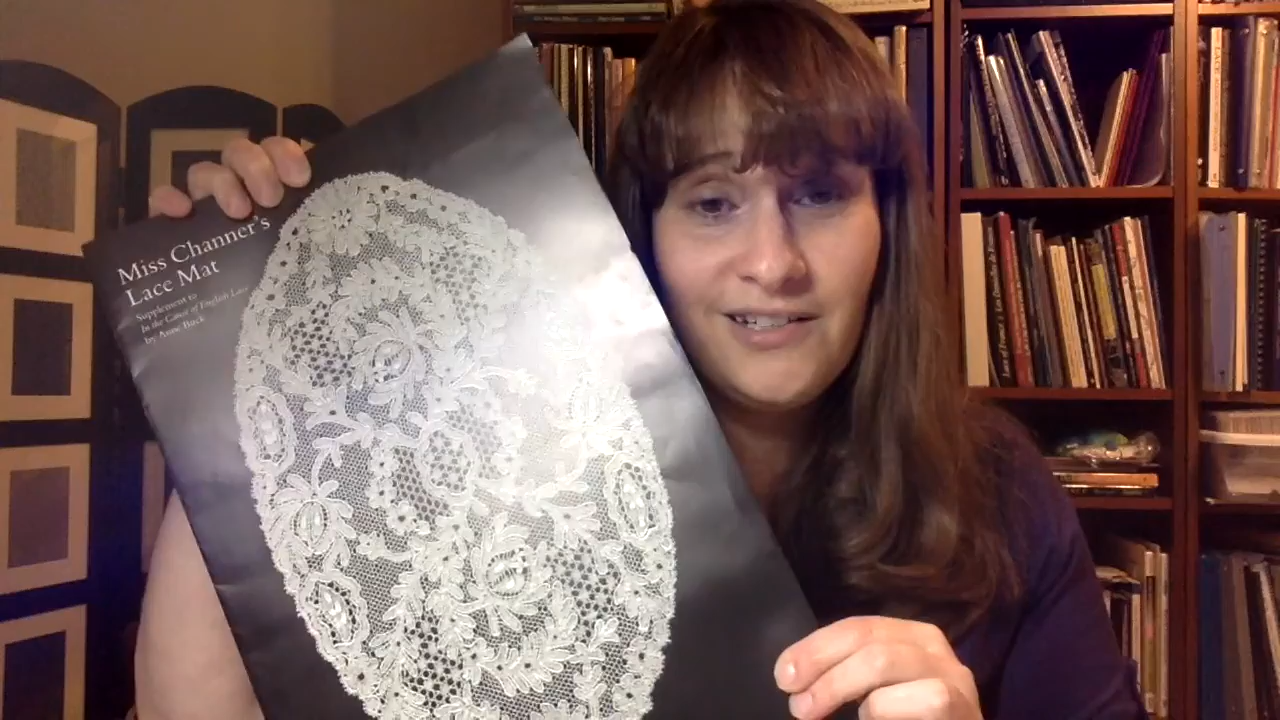 Miss Channer's
Lace Mat
Supplement to
In the Cause of English Lace
by Anne Buck